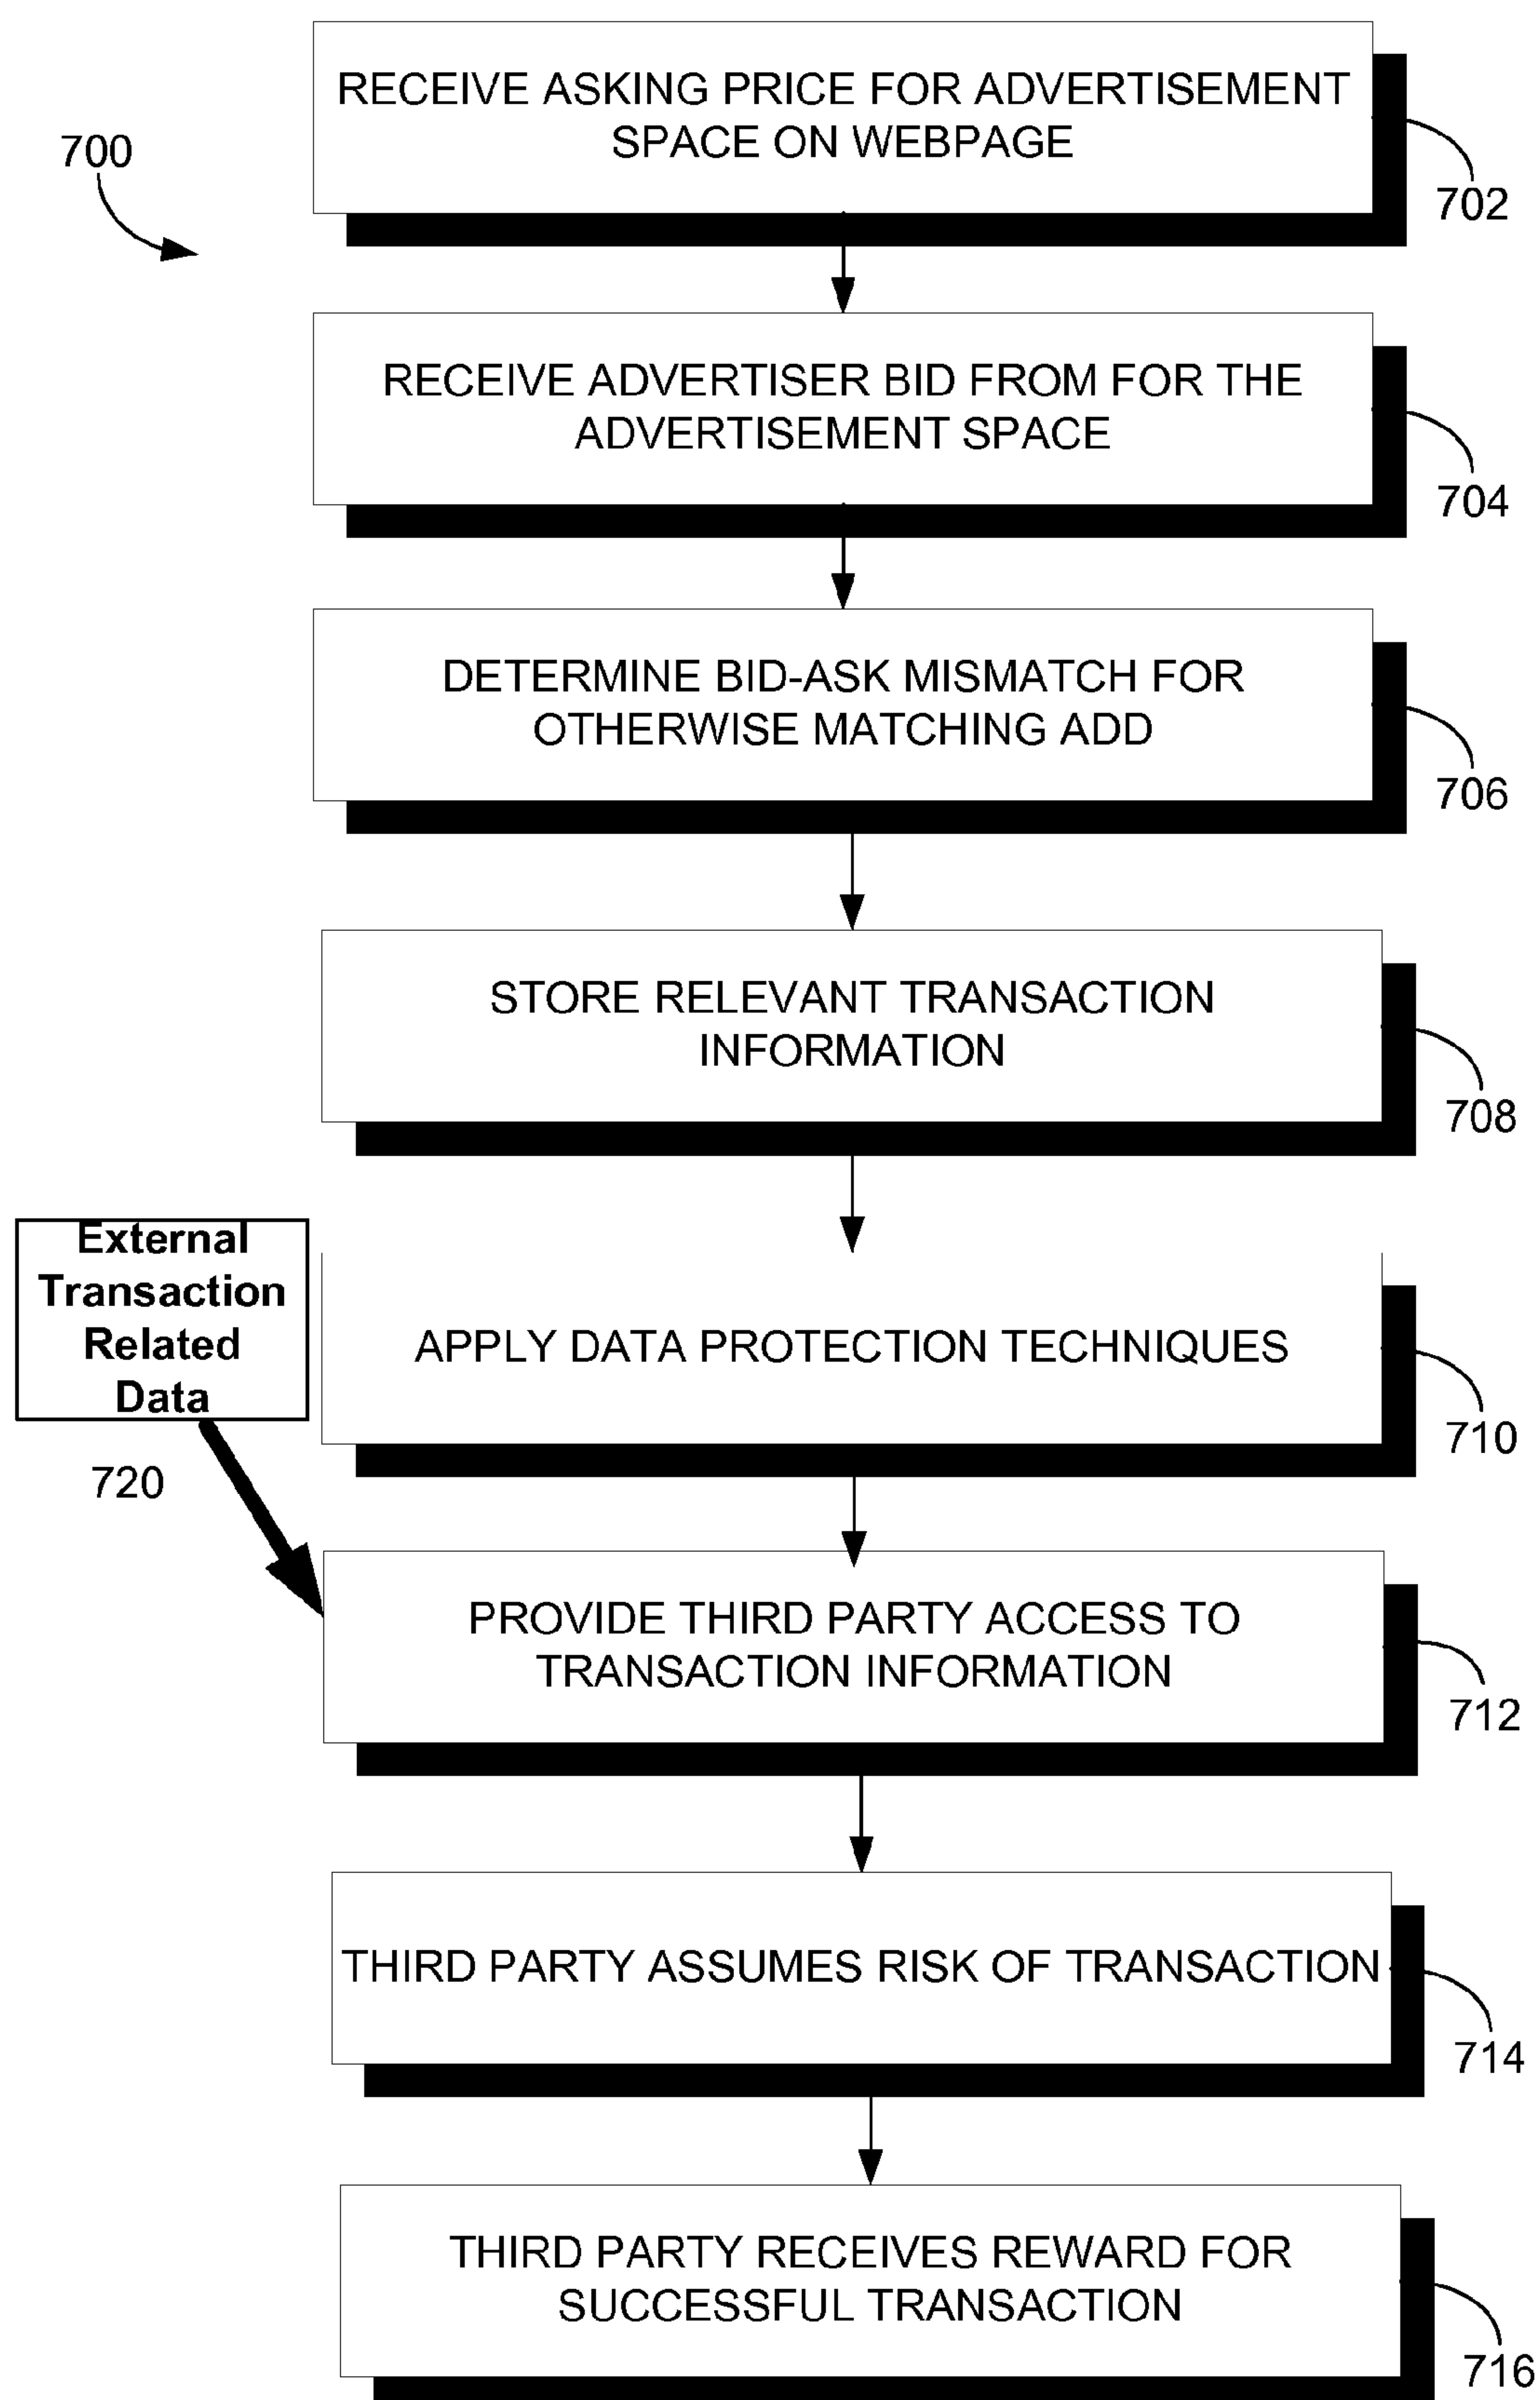 700
RECEIVE ASKING PRICE FOR ADVERTISEMENT
SPACE ON WEBPAGE
702
RECEIVE ADVERTISER BID FROM FOR THE
ADVERTISEMENT SPACE
704
DETERMINE BID-ASK MISMATCH FOR
OTHERWISE MATCHING ADD
706
STORE RELEVANT TRANSACTION
INFORMATION
708
External
Transaction
Related
Data
720
APPLY DATA PROTECTION TECHNIQUES
710
PROVIDE THIRD PARTY ACCESS TO
TRANSACTION INFORMATION
712
THIRD PARTY ASSUMES RISK OF TRANSACTION
714
THIRD PARTY RECEIVES REWARD FOR
SUCCESSFUL TRANSACTION
716